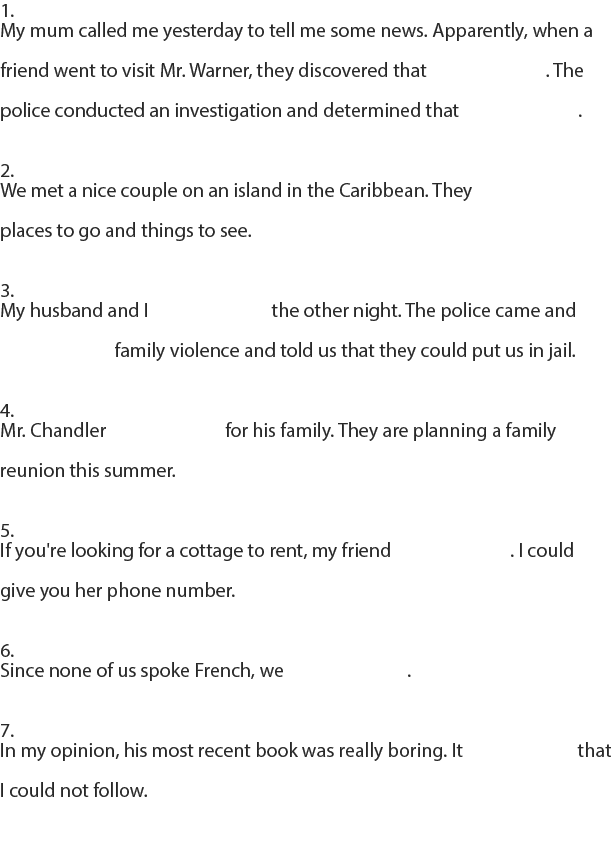 1.
My mum called me yesterday to tell me some news. Apparently, when a
friend went to visit Mr. Warner, they discovered that . The
police conducted an investigation and determined that .
2.
We met a nice couple on an island in the Caribbean. They
places to go and things to see.
3.
My husband and I the other night. The police came and
family violence and told us that they could put us in jail.
4.
Mr. Chandler for his family. They are planning a family
reunion this summer.
5.
If you're looking for a cottage to rent, my friend . I could
give you her phone number.
6.
Since none of us spoke French, we .
7.
In my opinion, his most recent book was really boring. It that
I could not follow.